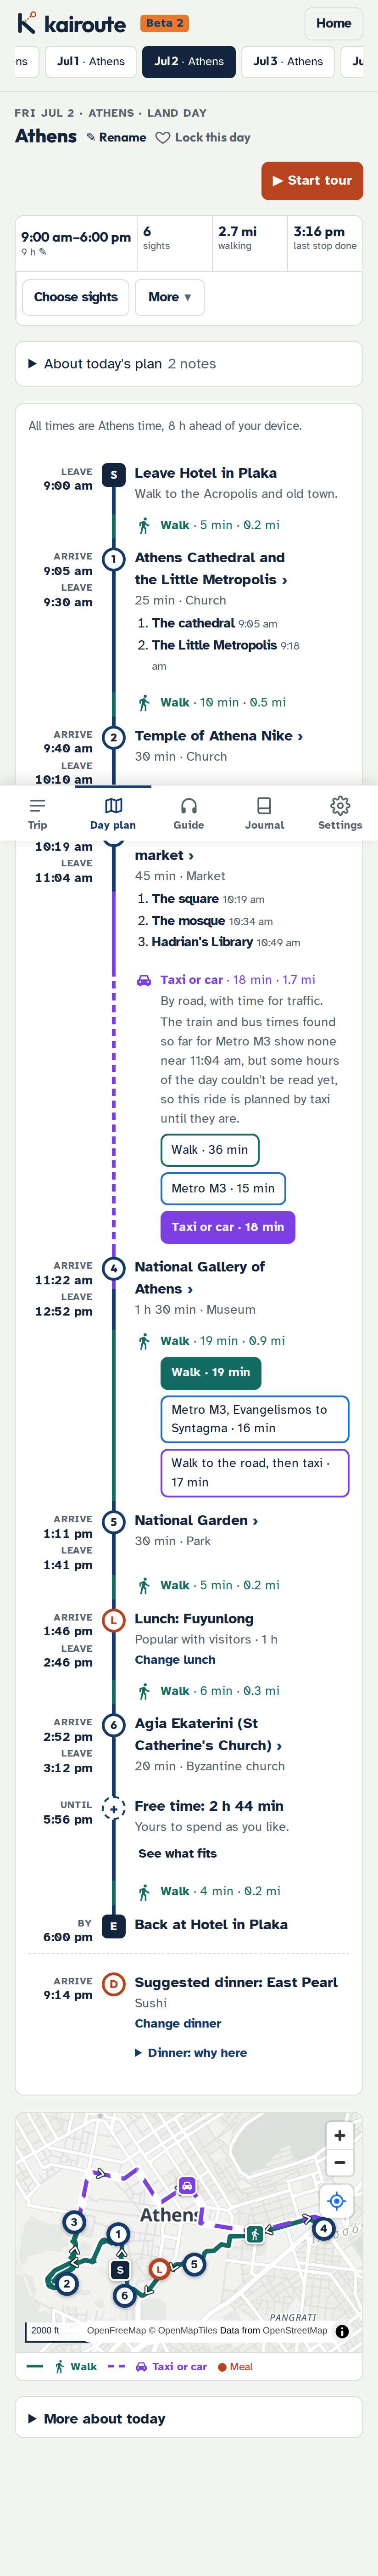 kairoute Beta 2 Home
ns Jul 1 · Athens Jul 2 · Athens Jul 3 · Athens Ju
FRI JUL 2 · ATHENS · LAND DAY
Athens ✎ Rename Lock this day
▶ Start tour
9:00 am–6:00 pm 6 2.7 mi 3:16 pm
9 h ✎ sights walking last stop done
Choose sights More ▼
▶ About today's plan 2 notes
All times are Athens time, 8 h ahead of your device.
LEAVE S Leave Hotel in Plaka
9:00 am Walk to the Acropolis and old town.
Walk · 5 min · 0.2 mi
ARRIVE 1 Athens Cathedral and
9:05 am the Little Metropolis ›
LEAVE 25 min · Church
9:30 am
1. The cathedral 9:05 am
2. The Little Metropolis 9:18
am
Walk · 10 min · 0.5 mi
ARRIVE 2 Temple of Athena Nike ›
9:40 am 30 min · Church
LEAVE
10:10 am
Trip Day plan Guide Journal Settings
10:19 am market ›
LEAVE 45 min · Market
11:04 am
1. The square 10:19 am
2. The mosque 10:34 am
3. Hadrian's Library 10:49 am
Taxi or car · 18 min · 1.7 mi
By road, with time for traffic.
The train and bus times found
so far for Metro M3 show none
near 11:04 am, but some hours
of the day couldn't be read yet,
so this ride is planned by taxi
until they are.
Walk · 36 min
Metro M3 · 15 min
Taxi or car · 18 min
ARRIVE 4 National Gallery of
11:22 am Athens ›
LEAVE 1 h 30 min · Museum
12:52 pm
Walk · 19 min · 0.9 mi
Walk · 19 min
Metro M3, Evangelismos to
Syntagma · 16 min
Walk to the road, then taxi ·
17 min
ARRIVE 5 National Garden ›
1:11 pm 30 min · Park
LEAVE
1:41 pm
Walk · 5 min · 0.2 mi
ARRIVE L Lunch: Fuyunlong
1:46 pm Popular with visitors · 1 h
LEAVE Change lunch
2:46 pm
Walk · 6 min · 0.3 mi
ARRIVE 6 Agia Ekaterini (St
2:52 pm Catherine's Church) ›
LEAVE 20 min · Byzantine church
3:12 pm
UNTIL + Free time: 2 h 44 min
5:56 pm Yours to spend as you like.
See what fits
Walk · 4 min · 0.2 mi
BY E Back at Hotel in Plaka
6:00 pm
ARRIVE D Suggested dinner: East Pearl
9:14 pm Sushi
Change dinner
▶ Dinner: why here
+
−
Athens
3 1 4
S L 5
2 6
PANGRATI
2000 ft OpenFreeMap © OpenMapTiles Data from OpenStreetMap
Walk Taxi or car Meal
▶ More about today